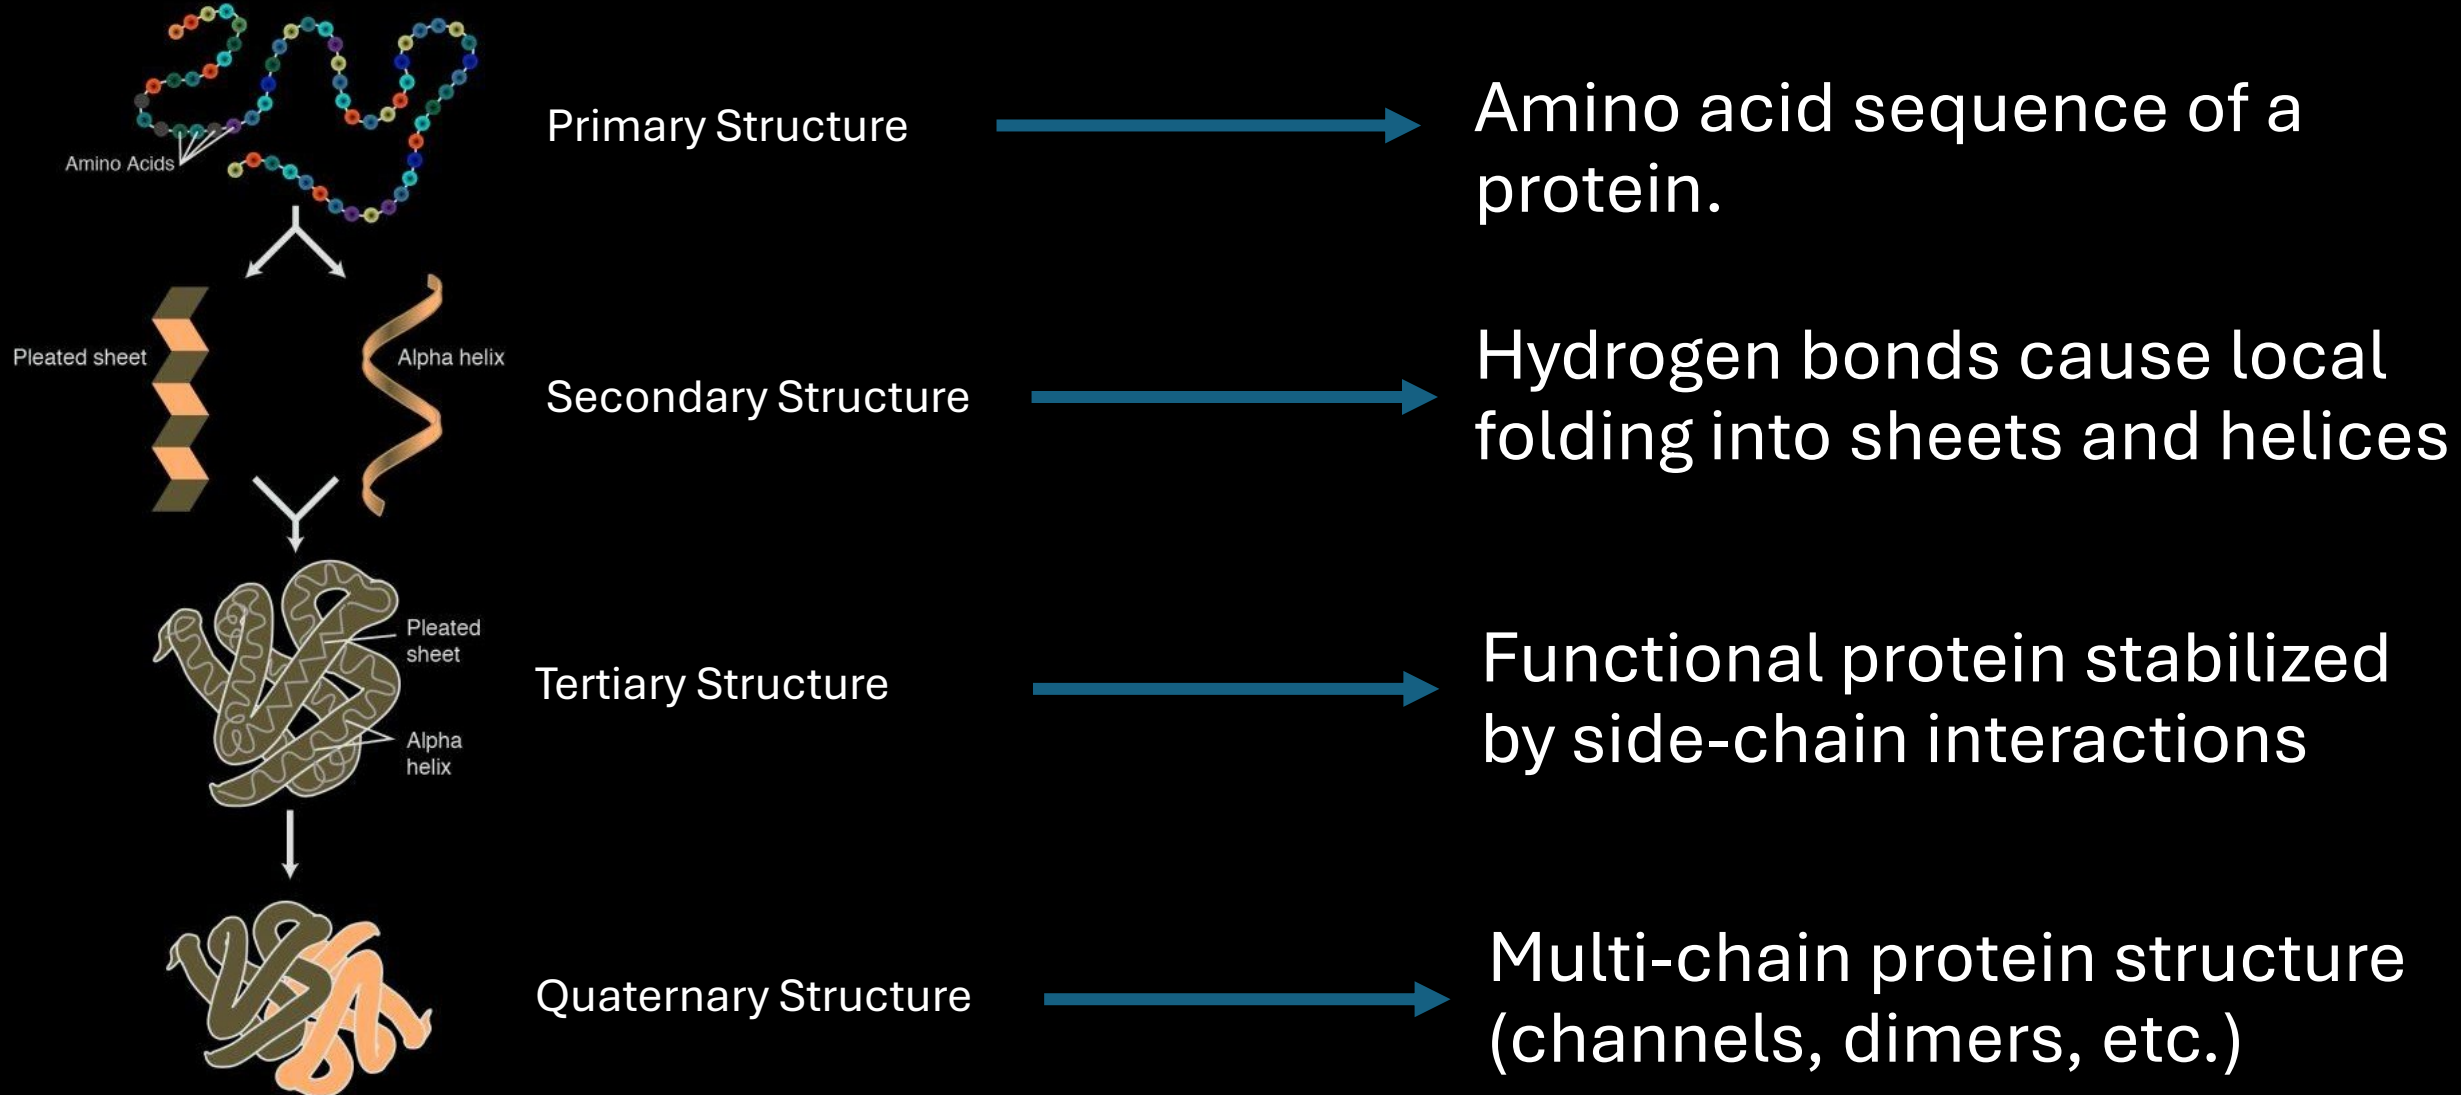 Amino Acids
Primary Structure
Amino acid sequence of a
protein.
Pleated sheet
Alpha helix
Secondary Structure
Hydrogen bonds cause local
folding into sheets and helices
Pleated
sheet
Alpha
helix
Tertiary Structure
Functional protein stabilized
by side-chain interactions
Quaternary Structure
Multi-chain protein structure
(channels, dimers, etc.)